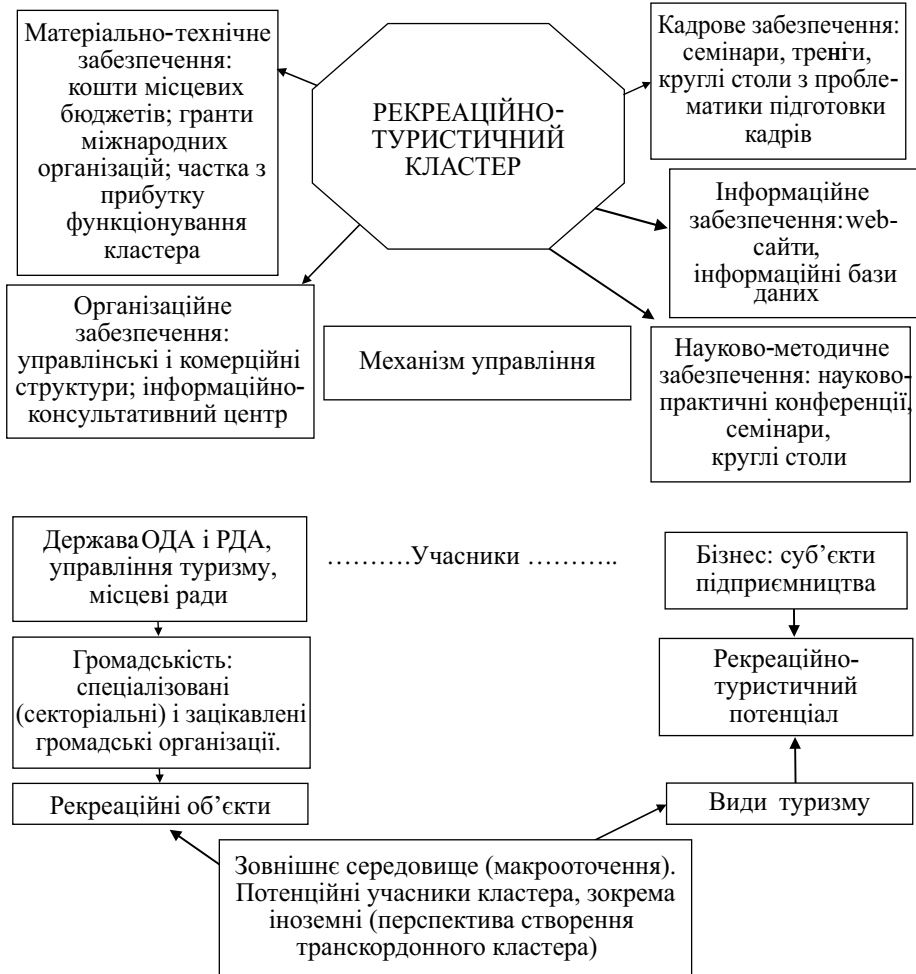 Матеріально-технічне
забезпечення:
кошти місцевих
бюджетів; гранти
міжнародних
організацій; частка з
прибутку
функціонування
кластера
РЕКРЕАЦІЙНО-
ТУРИСТИЧНИЙ
КЛАСТЕР
Кадрове забезпечення:
семінари, тренінги,
круглі столи з пробле-
матики підготовки
кадрів
Інформаційне
забезпечення: web-
сайти,
інформаційні бази
даних
Організаційне
забезпечення:
управлінські і комерційні
структури; інформаційно-
консультативний центр
Механізм управління
Науково-методичне
забезпечення: науково-
практичні конференції,
семінари,
круглі столи
Держава ОДА і РДА,
управління туризму,
місцеві ради
.........Учасники ...........
Бізнес: суб’єкти
підприємництва
Громадськість:
спеціалізовані
(секторіальні) і зацікавлені
громадські організації.
Рекреаційно-
туристичний
потенціал
Рекреаційні об’єкти
Види туризму
Зовнішнє середовище (макрооточення).
Потенційні учасники кластера, зокрема
іноземні (перспектива створення
транскордонного кластера)